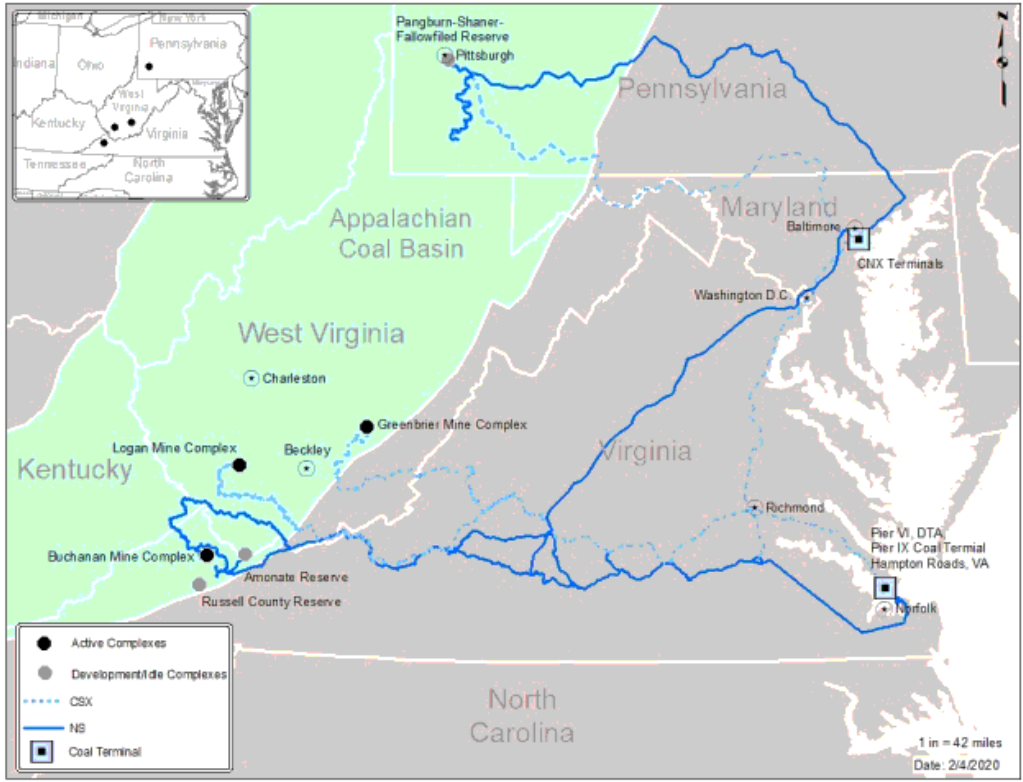 Michigan
New York
Pennsylvania
Indiana
Ohio
Maryland
West
Virginia
Kentucky
Virginia
Tennessee
North
Carolina
Pangburn-Shaner-
Fallowfiled Reserve
Pittsburgh
N
Pennsylvania
Appalachian
Coal Basin
Maryland
Baltimore
CNX Terminals
Washington D.C.
West Virginia
Charleston
Greenbrier Mine Complex
Logan Mine Complex
Beckley
Kentucky
Virginia
Richmond
Pier VI, DTA
Pier IX Coal Termial
Hampton Roads, VA
Buchanan Mine Complex
Amonate Reserve
Russell County Reserve
Norfolk
Active Complexes
Development/Idle Complexes
CSX
NS
Coal Terminal
North
Carolina
1 in = 42 miles
Date: 2/4/2020